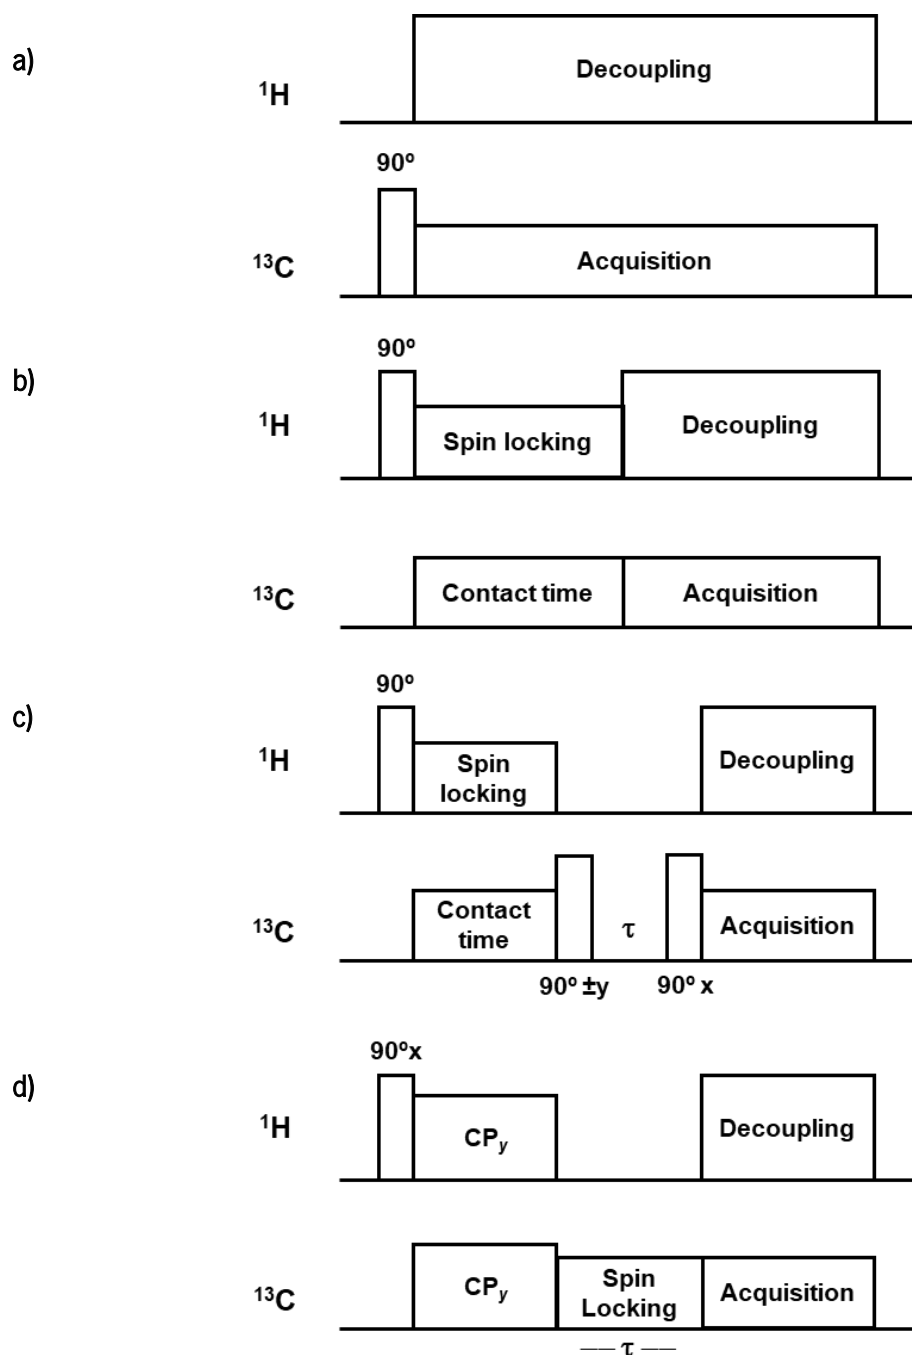 a)
¹H
Decoupling
90º
¹³C
Acquisition
b)
90º
¹H
Spin locking
Decoupling
¹³C
Contact time
Acquisition
c)
90º
¹H
Spin
locking
Decoupling
¹³C
Contact
time
τ
Acquisition
90º ±y
90º x
d)
90ºx
¹H
CPy
Decoupling
¹³C
CPy
Spin
Locking
Acquisition
— τ —